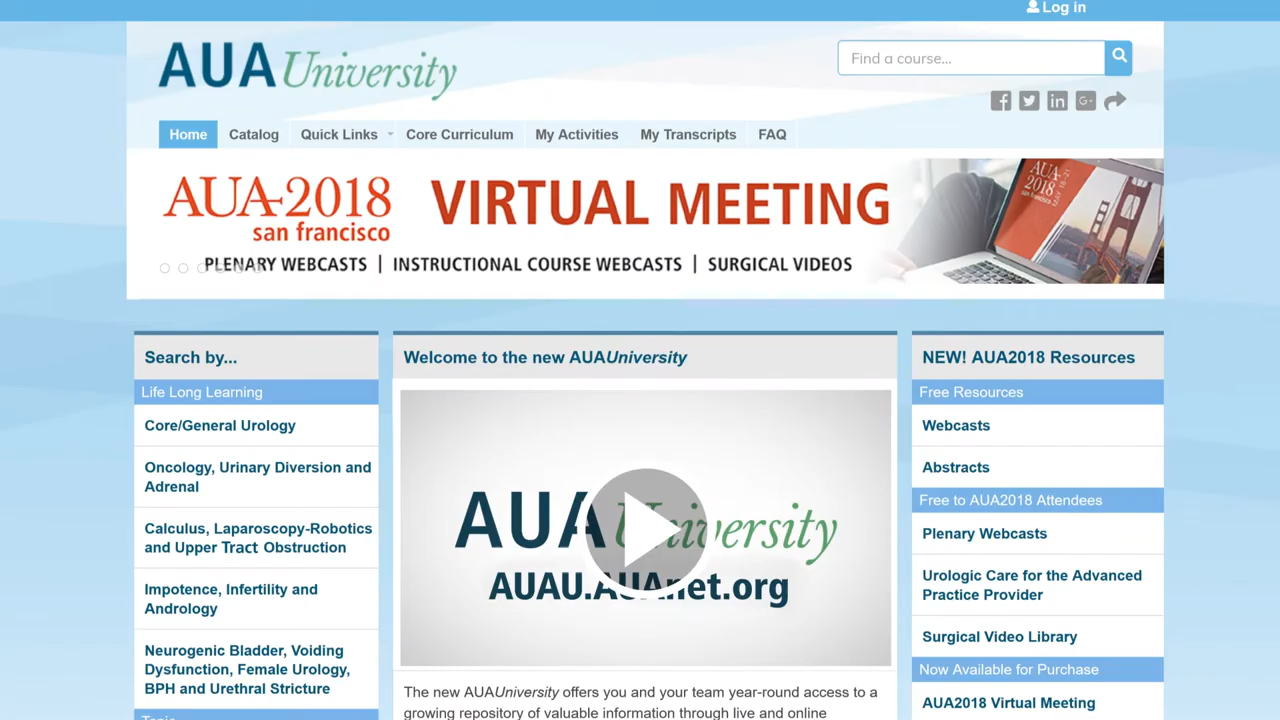 Log in
AUA University
Find a course...
Home Catalog Quick Links Core Curriculum My Activities My Transcripts FAQ
AUA-2018 VIRTUAL MEETING
san francisco
PLENARY WEBCASTS | INSTRUCTIONAL COURSE WEBCASTS | SURGICAL VIDEOS
AUA
2018
Search by...
Life Long Learning
Core/General Urology
Oncology, Urinary Diversion and
Adrenal
Calculus, Laparoscopy-Robotics
and Upper Tract Obstruction
Impotence, Infertility and
Andrology
Neurogenic Bladder, Voiding
Dysfunction, Female Urology,
BPH and Urethral Stricture
Topic
Welcome to the new AUAUniversity
AUA University
AUAU.AUAnet.org
The new AUAUniversity offers you and your team year-round access to a
growing repository of valuable information through live and online
NEW! AUA2018 Resources
Free Resources
Webcasts
Abstracts
Free to AUA2018 Attendees
Plenary Webcasts
Urologic Care for the Advanced
Practice Provider
Surgical Video Library
Now Available for Purchase
AUA2018 Virtual Meeting